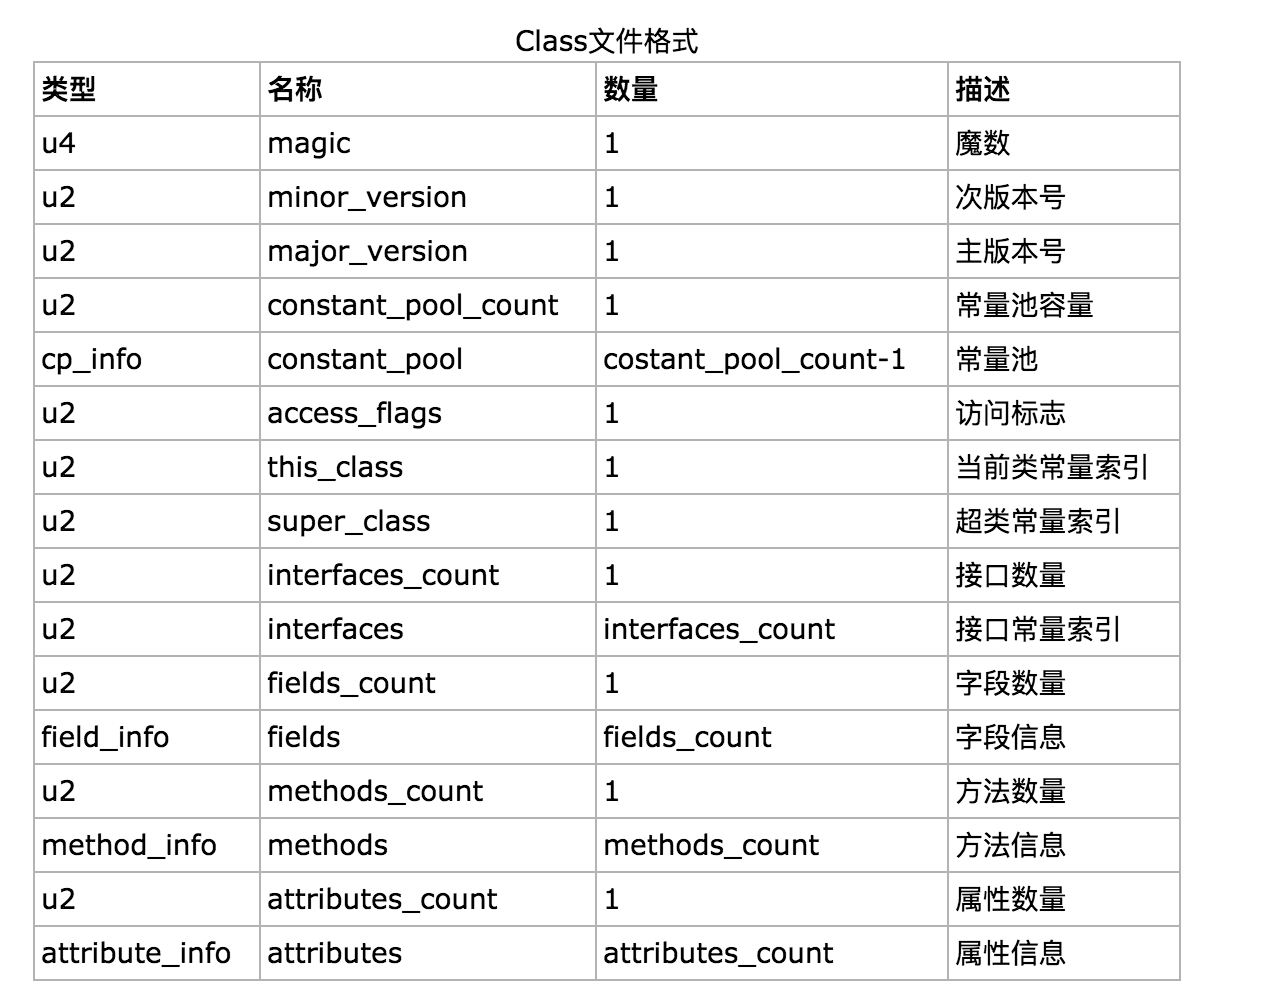 Class文件格式
类型 名称 数量 描述
u4 magic 1 魔数
u2 minor_version 1 次版本号
u2 major_version 1 主版本号
u2 constant_pool_count 1 常量池容量
cp_info constant_pool costant_pool_count-1 常量池
u2 access_flags 1 访问标志
u2 this_class 1 当前类常量索引
u2 super_class 1 超类常量索引
u2 interfaces_count 1 接口数量
u2 interfaces interfaces_count 接口常量索引
u2 fields_count 1 字段数量
field_info fields fields_count 字段信息
u2 methods_count 1 方法数量
method_info methods methods_count 方法信息
u2 attributes_count 1 属性数量
attribute_info attributes attributes_count 属性信息